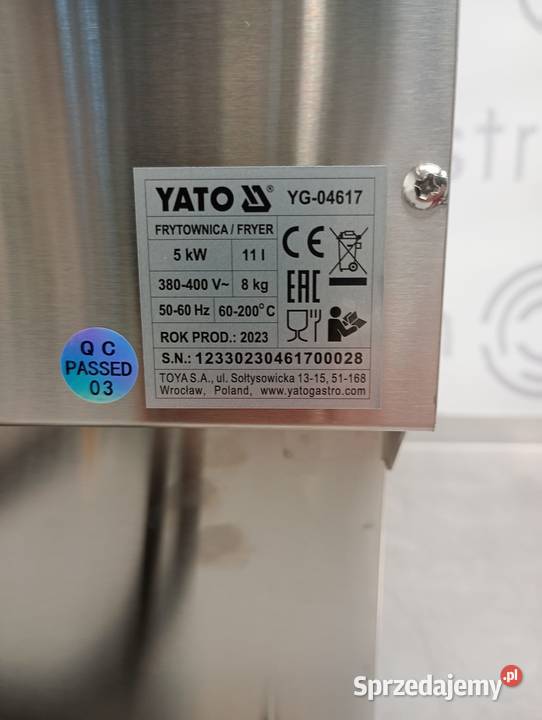 YATO ® YG-04617
FRYTOWNICA / FRYER
5 kW 11 l
380-400 V~ 8 kg
50-60 Hz 60-200°C
ROK PROD.: 2023
S.N.: 12330230461700028
TOYA S.A., ul. Sołtysowicka 13-15, 51-168
Wrocław, Poland, www.yatogastro.com
CE
EAC
QC
PASSED
03
str
Sprzedajemy.pl